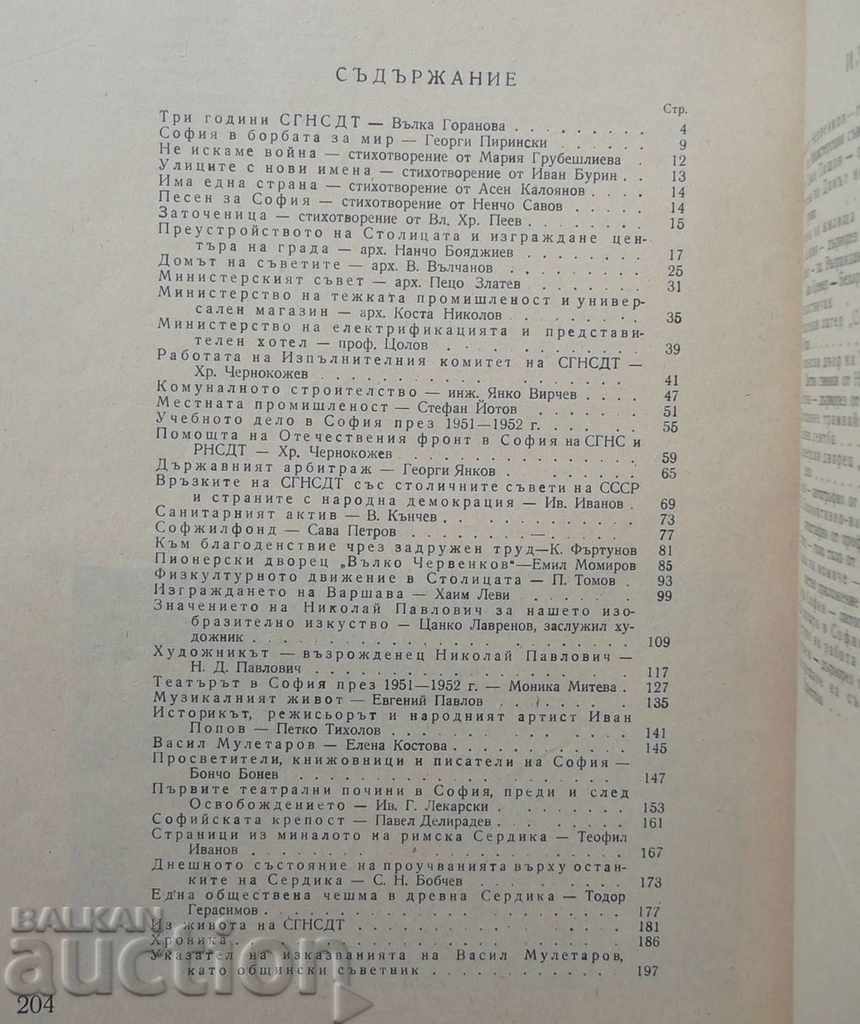 СЪДЪРЖАНИЕ
Стр.
Три години СГНСДТ — Вълка Горанова . . . . . . . . . 4
София в борбата за мир — Георги Пирински . . . . . . 9
Не искаме война — стихотворение от Мария Грубешлиева . 12
Улиците с нови имена — стихотворение от Иван Бурин . . 13
Има една страна — стихотворение от Асен Калоянов . . . . 14
Песен за София — стихотворение от Ненчо Савов . . . . . 14
Заточеница — стихотворение от Вл. Хр. Пеев . . . . . . 15
Преустройството на Столицата и изграждане цен-
търа на града — арх. Нанчо Бояджиев . . . . . . . . 17
Домът на съветите — арх. В. Вълчанов . . . . . . . . 25
Министерският съвет — арх. Пецо Златев . . . . . . . 31
Министерство на тежката промишленост и универ-
сален магазин — арх. Коста Николов . . . . . . . 35
Министерство на електрификацията и представи-
телен хотел — проф. Цолов . . . . . . . . . . 39
Работата на Изпълнителния комитет на СГНСДТ —
Хр. Чернокожев . . . . . . . . . . . . . . 41
Комуналното строителство — инж. Янко Вирчев . . . . 47
Местната промишленост — Стефан Йотов . . . . . . 51
Учебното дело в София през 1951—1952 г. . . . . . . 55
Помощта на Отечествения фронт в София на СГНС и
РНСДТ — Хр. Чернокожев . . . . . . . . . . 59
Държавният арбитраж — Георги Янков . . . . . . . 65
Връзките на СГНСДТ със столичните съвети на СССР
и страните с народна демокрация — Ив. Иванов . 69
Санитарният актив — В. Кънчев . . . . . . . . . . 73
Софжилфонд — Сава Петров . . . . . . . . . . . 77
Към благоденствие чрез задружен труд—К. Фъртунов 81
Пионерски дворец „Вълко Червенков“—Емил Момиров 85
Физкултурното движение в Столицата — П. Томов . 93
Изграждането на Варшава — Хаим Леви . . . . . . 99
Значението на Николай Павлович за нашето изо-
бразително изкуство — Цанко Лавренов, заслужил ху-
дожник . . . . . . . . . . . . . . . . . 109
Художникът — възрожденец Николай Павлович —
Н. Д. Павлович . . . . . . . . . . . . . . 117
Театърът в София през 1951—1952 г. — Моника Митева . 127
Музикалният живот — Евгений Павлов . . . . . . . 135
Историкът, режисьорът и народният артист Иван
Попов — Петко Тихолов . . . . . . . . . . . 141
Васил Мулетаров — Елена Костова . . . . . . . . . . 145
Просветители, книжовници и писатели на София —
Бончо Бонев . . . . . . . . . . . . . . . 147
Първите театрални почини в София, преди и след
Освобождението — Ив. Г. Лекарски . . . . . . . . 153
Софийската крепост — Павел Делирадев . . . . . . . 161
Страници из миналото на римска Сердика — Теофил
Иванов . . . . . . . . . . . . . . . . . 167
Днешното състояние на проучванията върху остан-
ките на Сердика — С. Н. Бобчев . . . . . . . . 173
Една обществена чешма в древна Сердика — Тодор
Герасимов . . . . . . . . . . . . . . . . 177
Из живота на СГНСДТ . . . . . . . . . . . . . 181
Хроника . . . . . . . . . . . . . . . . . . 186
Указател на изказванията на Васил Мулетаров,
като общински съветник . . . . . . . . . . . 197
204
BALKAN
auction